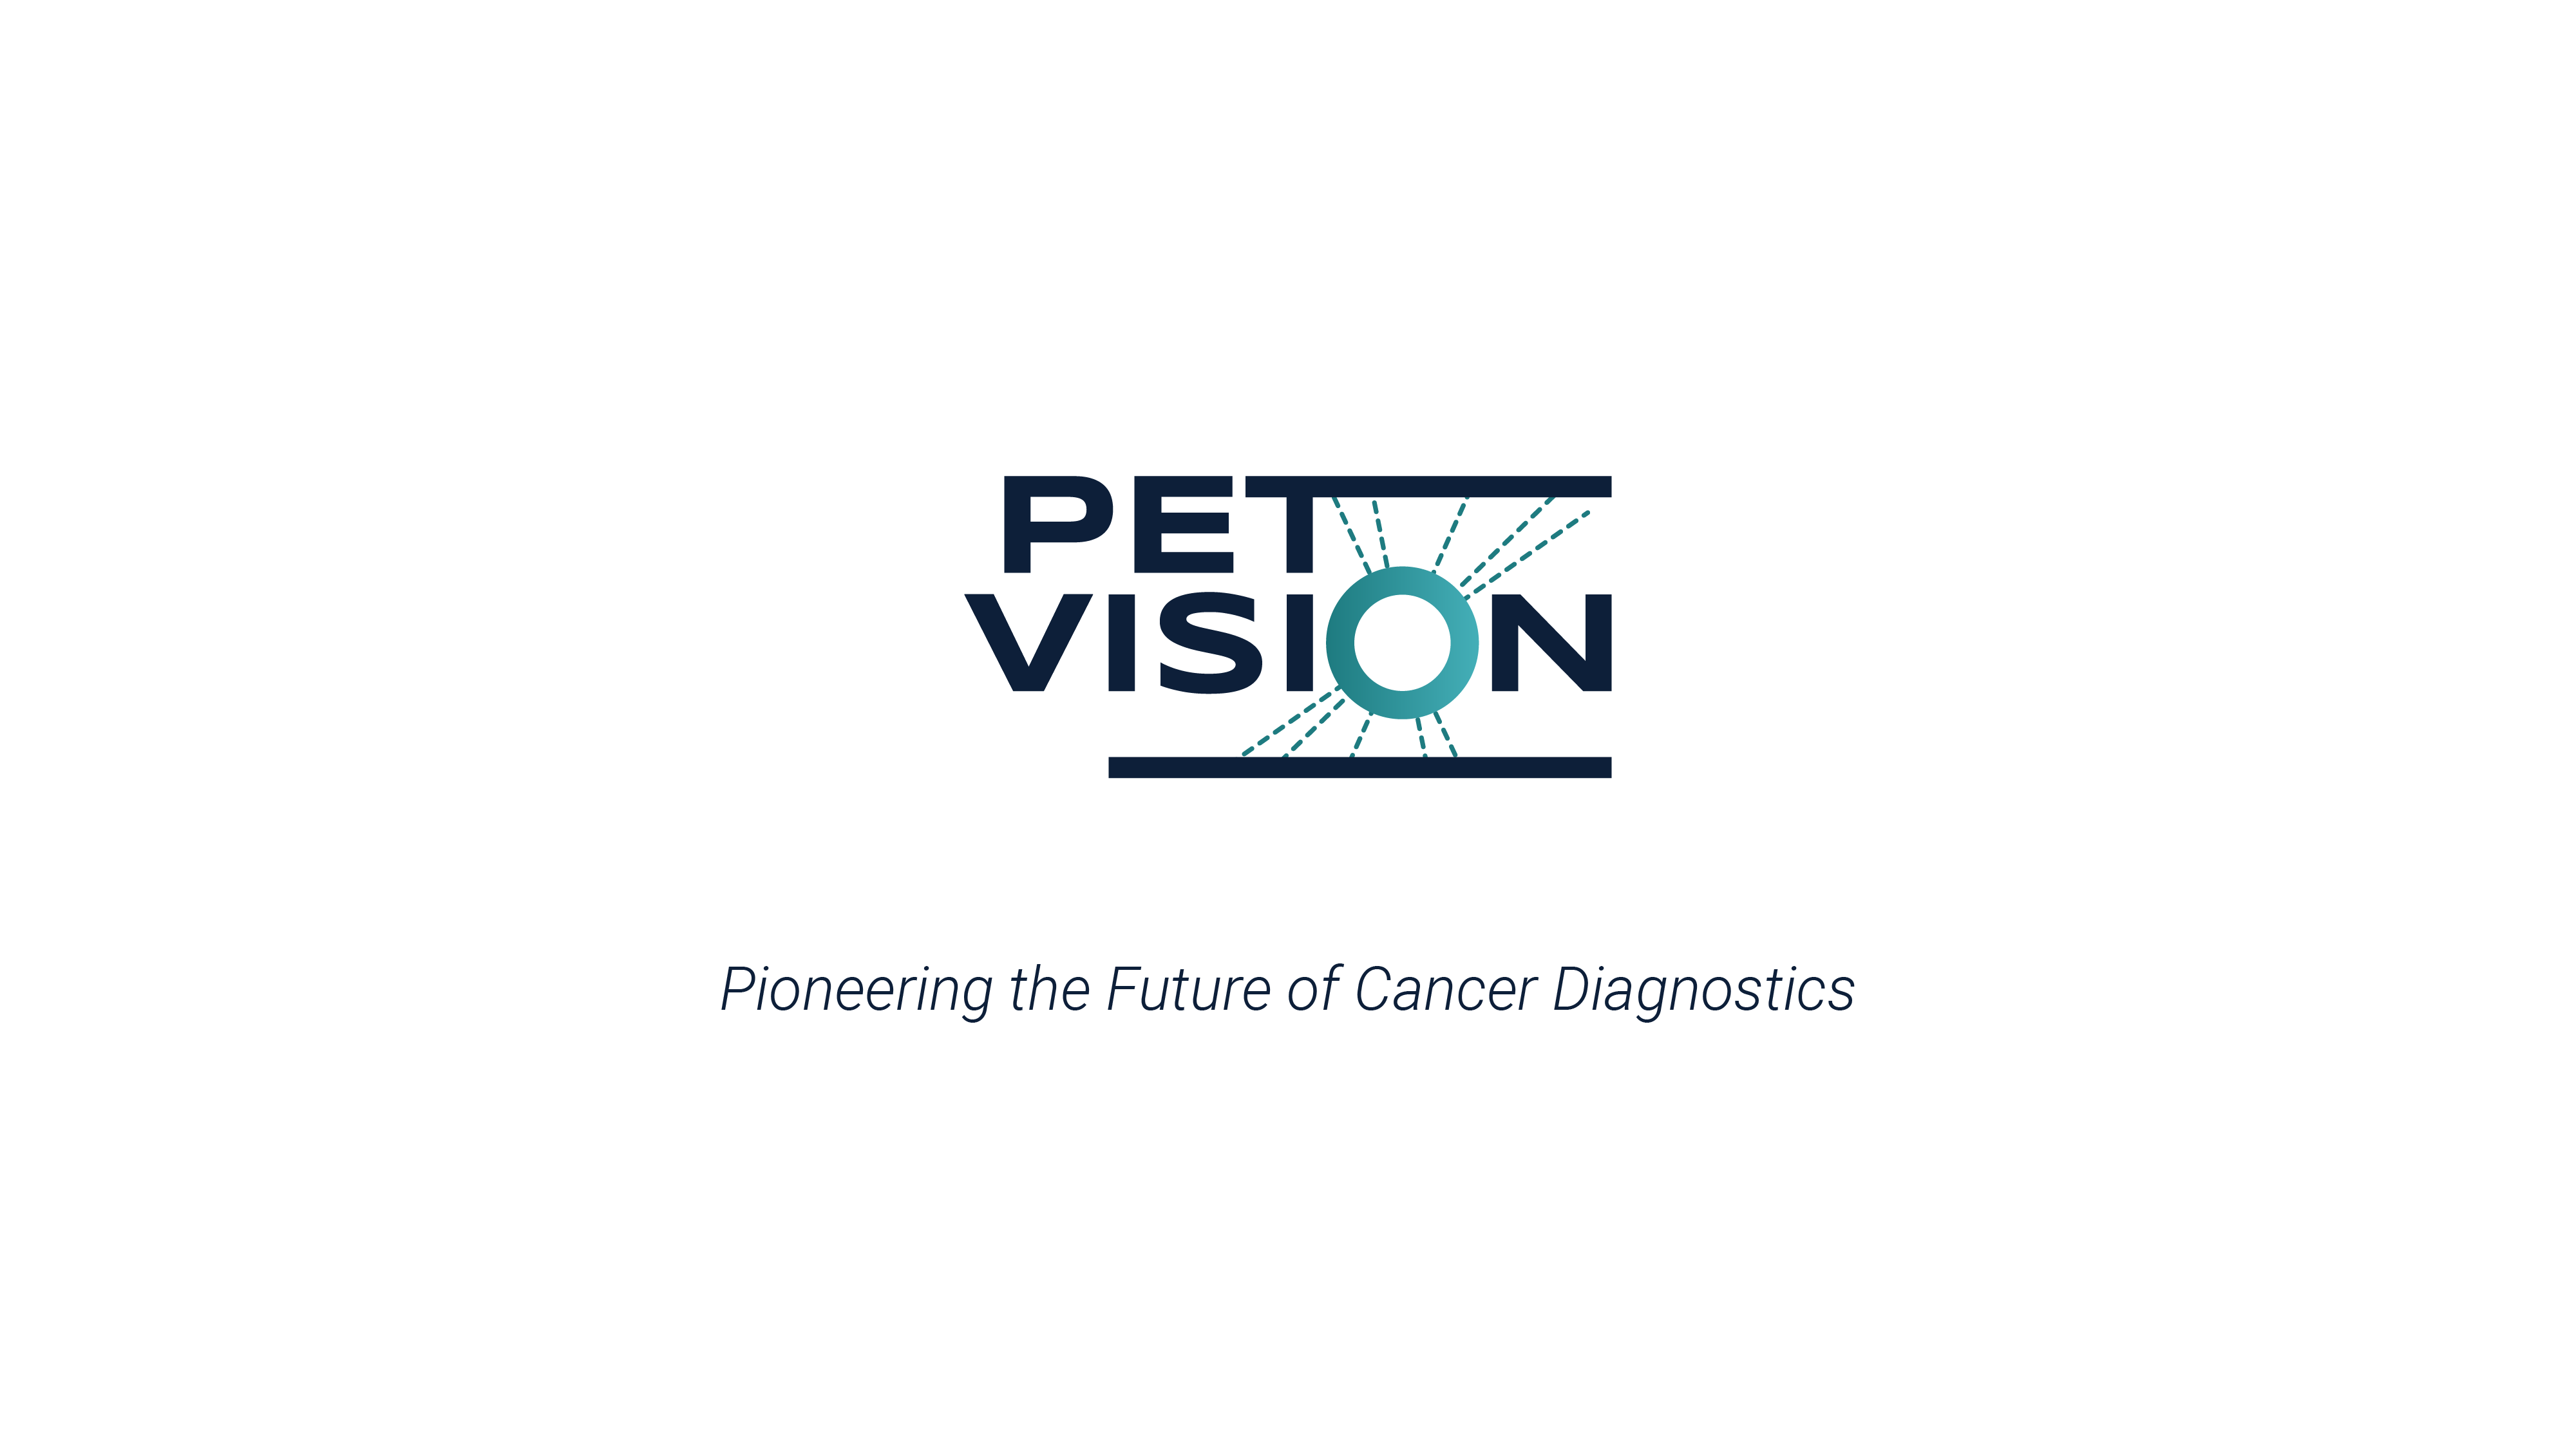 PET
VISION
Pioneering the Future of Cancer Diagnostics